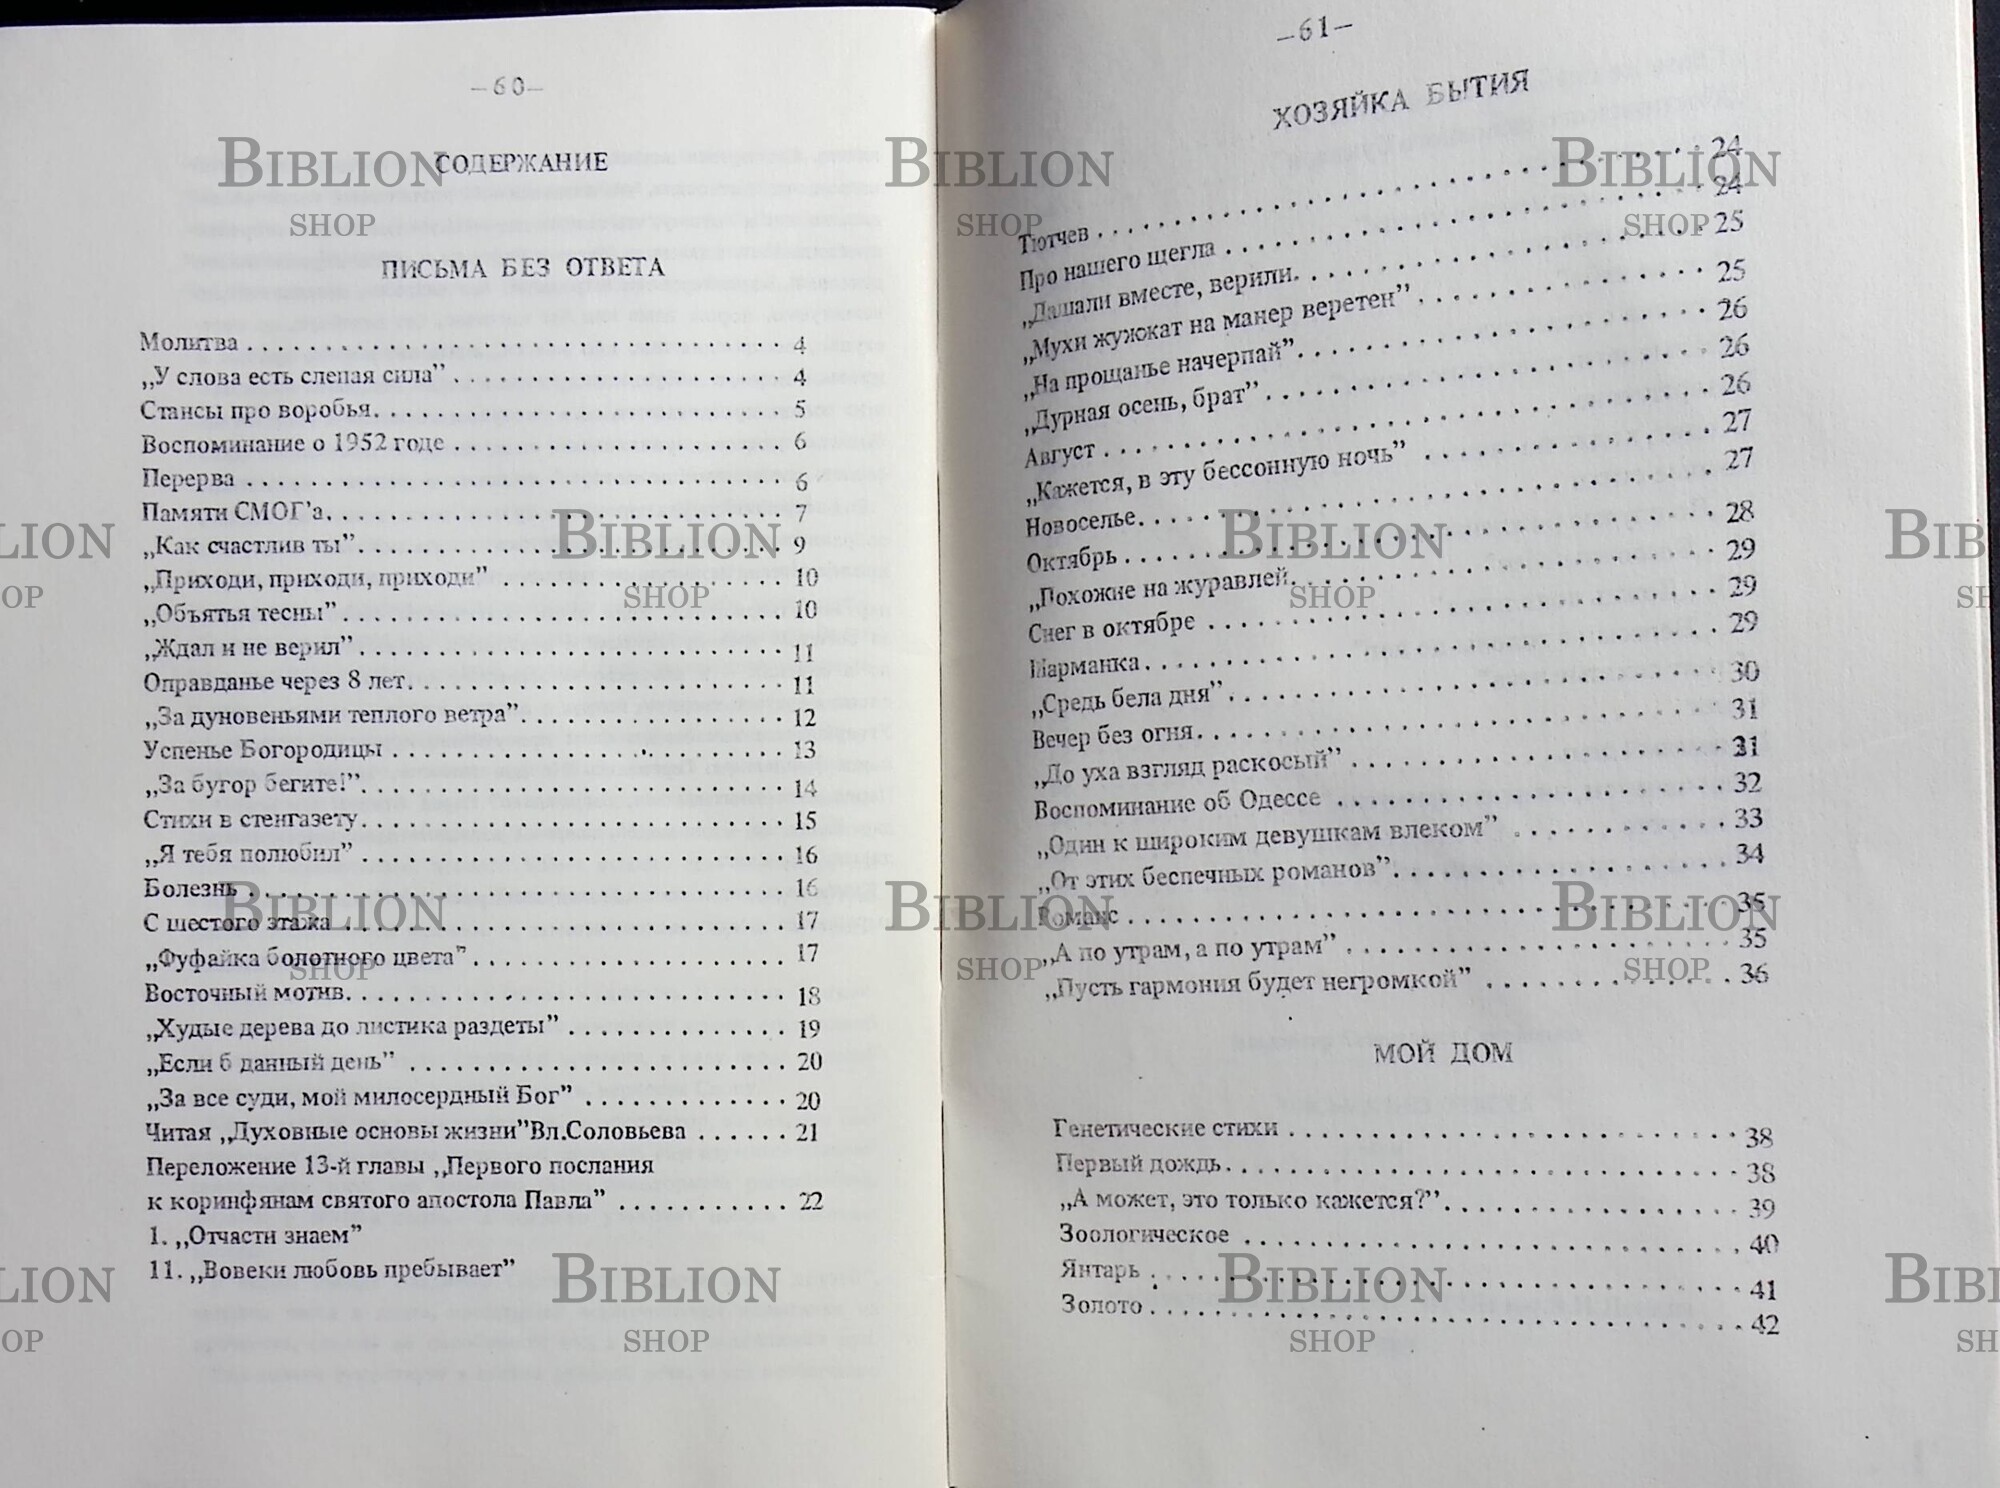 –60–
СОДЕРЖАНИЕ
ПИСЬМА БЕЗ ОТВЕТА
Молитва . . . . . . . . . . 4
„У слова есть слепая сила” . . . . . . . . . . 4
Стансы про воробья. . . . . . . . . . 5
Воспоминание о 1952 годе . . . . . . . . . . 6
Перерва . . . . . . . . . . 6
Памяти СМОГ'а. . . . . . . . . . 7
„Как счастлив ты”. . . . . . . . . . 9
„Приходи, приходи, приходи” . . . . . . . . . . 10
„Объятья тесны” . . . . . . . . . . 10
„Ждал и не верил”. . . . . . . . . . 11
Оправданье через 8 лет. . . . . . . . . . 11
„За дуновеньями теплого ветра”. . . . . . . . . . 12
Успенье Богородицы . . . . . . . . . . 13
„За бугор бегите!”. . . . . . . . . . 14
Стихи в стенгазету. . . . . . . . . . 15
„Я тебя полюбил” . . . . . . . . . . 16
Болезнь . . . . . . . . . . 16
С шестого этажа . . . . . . . . . . 17
„Фуфайка болотного цвета” . . . . . . . . . . 17
Восточный мотив. . . . . . . . . . 18
„Худые дерева до листика раздеты” . . . . . . . . . . 19
„Если б данный день” . . . . . . . . . . 20
„За все суди, мой милосердный Бог” . . . . . . . . . . 20
Читая „Духовные основы жизни”Вл.Соловьева . . . . . . 21
Переложение 13-й главы „Первого послания
к коринфянам святого апостола Павла” . . . . . . . . . . 22
1. „Отчасти знаем”
11. „Вовеки любовь пребывает”
–61–
ХОЗЯЙКА БЫТИЯ
Тютчев . . . . . . . . . . 24
Про нашего щегла . . . . . . . . . . 24
„Дашали вместе, верили. . . . . . . . . . 25
„Мухи жужжат на манер веретен” . . . . . . . . . . 25
„На прощанье начерпай”. . . . . . . . . . 26
„Дурная осень, брат” . . . . . . . . . . 26
Август . . . . . . . . . . 26
„Кажется, в эту бессонную ночь” . . . . . . . . . . 27
Новоселье. . . . . . . . . . 27
Октябрь . . . . . . . . . . 28
„Похожие на журавлей. . . . . . . . . . 29
Снег в октябре . . . . . . . . . . 29
Шарманка . . . . . . . . . . 29
„Средь бела дня” . . . . . . . . . . 30
Вечер без огня. . . . . . . . . . 31
„До уха взгляд раскосый” . . . . . . . . . . 31
Воспоминание об Одессе . . . . . . . . . . 32
„Один к широким девушкам влеком” . . . . . . . . . . 33
„От этих беспечных романов”. . . . . . . . . . 34
Романс . . . . . . . . . . 35
„А по утрам, а по утрам” . . . . . . . . . . 35
„Пусть гармония будет негромкой” . . . . . . . . . . 36
МОЙ ДОМ
Генетические стихи . . . . . . . . . . 38
Первый дождь. . . . . . . . . . 38
„А может, это только кажется?”. . . . . . . . . . 39
Зоологическое . . . . . . . . . . 40
Янтарь . . . . . . . . . . 41
Золото . . . . . . . . . . 42
BIBLION
SHOP